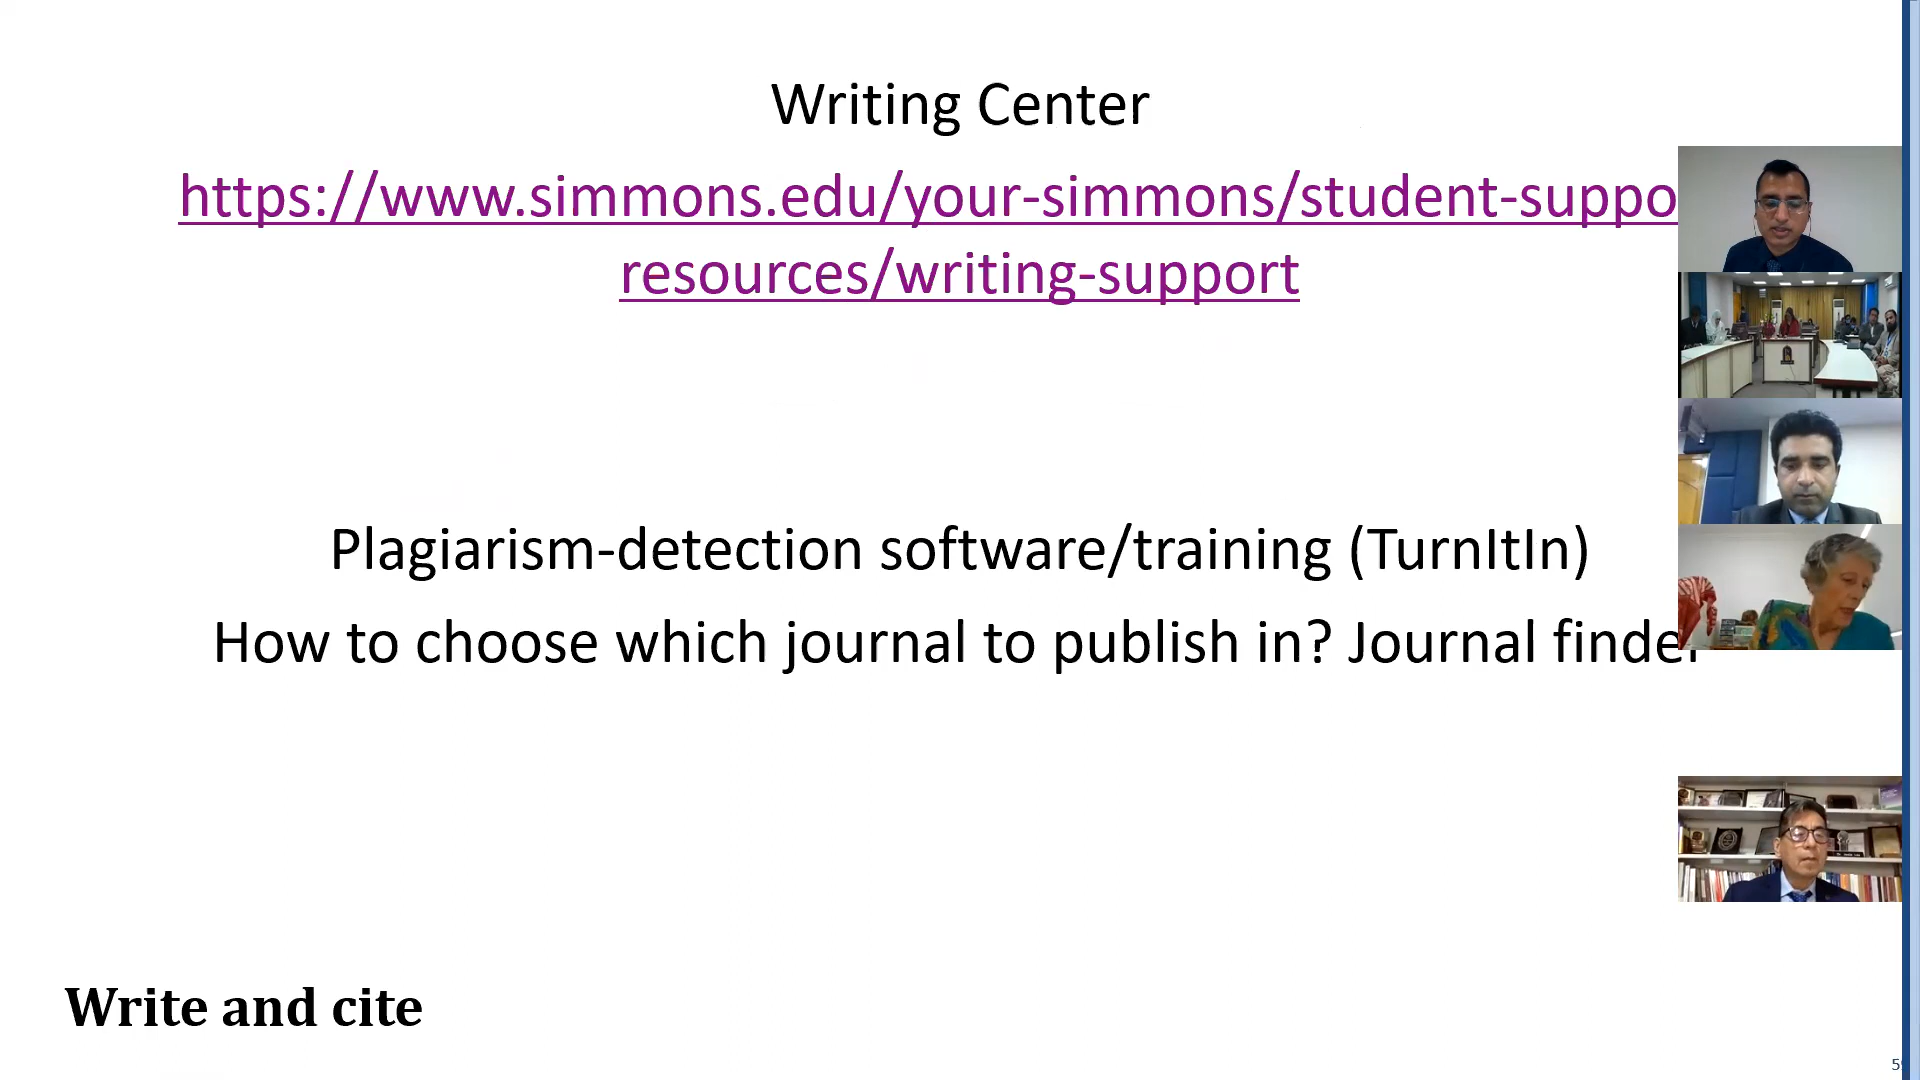 Writing Center
https://www.simmons.edu/your-simmons/student-suppo
resources/writing-support
Plagiarism-detection software/training (TurnItIn)
How to choose which journal to publish in? Journal finder
Write and cite